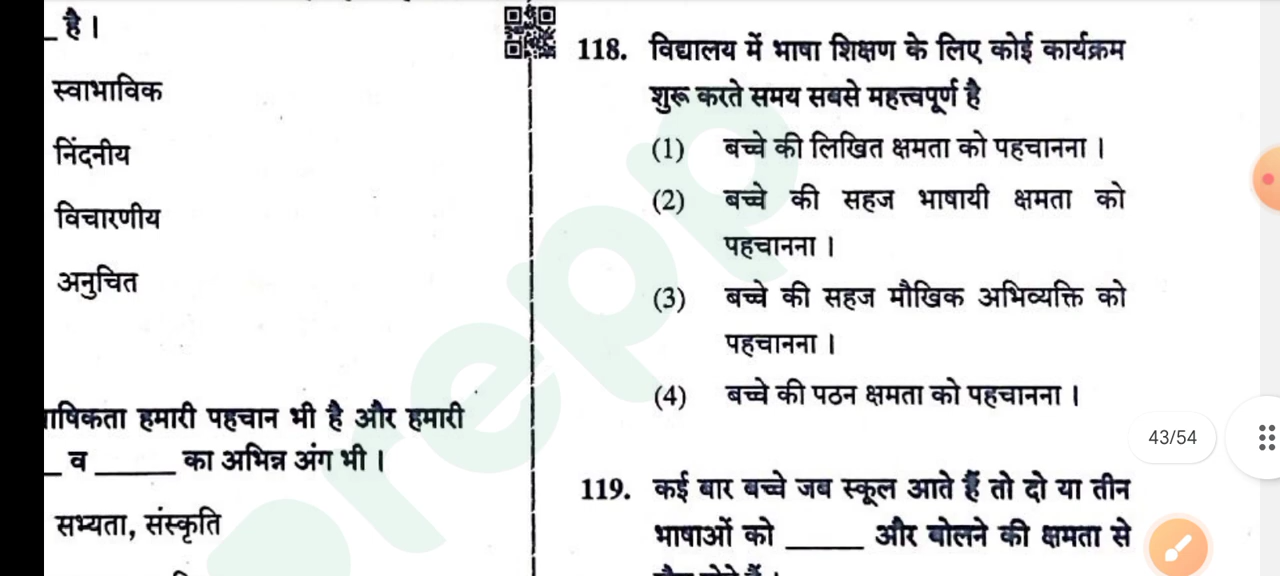 है ।
स्वाभाविक
निंदनीय
विचारणीय
अनुचित
भाषिकता हमारी पहचान भी है और हमारी
व ______ का अभिन्न अंग भी ।
सभ्यता, संस्कृति
118. विद्यालय में भाषा शिक्षण के लिए कोई कार्यक्रम
शुरू करते समय सबसे महत्त्वपूर्ण है
(1) बच्चे की लिखित क्षमता को पहचानना ।
(2) बच्चे की सहज भाषायी क्षमता को
पहचानना ।
(3) बच्चे की सहज मौखिक अभिव्यक्ति को
पहचानना ।
(4) बच्चे की पठन क्षमता को पहचानना ।
119. कई बार बच्चे जब स्कूल आते हैं तो दो या तीन
भाषाओं को ______ और बोलने की क्षमता से
prepp
43/54